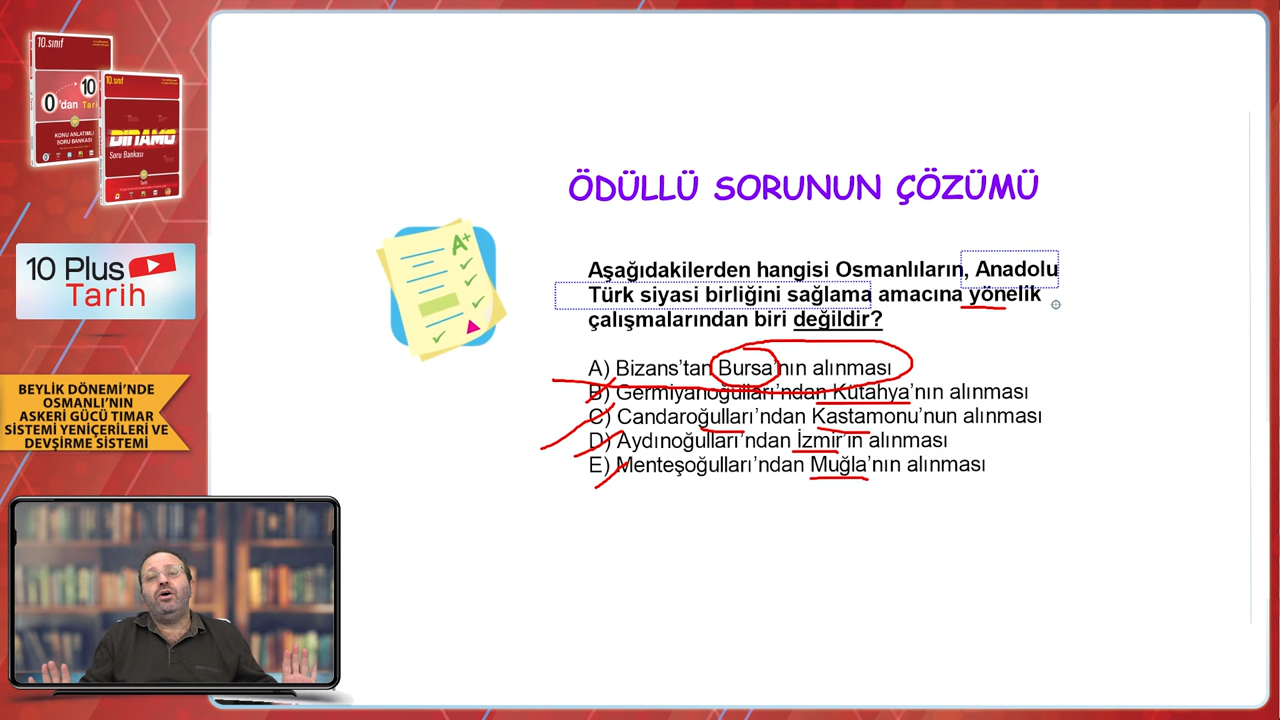 10.sınıf
0'dan 10
Tarih
KONU ANLATIMLI
SORU BANKASI
10.sınıf
DINAMO
Soru Bankası
Tarih
10 Plus
Tarih
BEYLİK DÖNEMİ'NDE
OSMANLI'NIN
ASKERİ GÜCÜ TIMAR
SİSTEMİ YENİÇERİLERİ VE
DEVŞİRME SİSTEMİ
ÖDÜLLÜ SORUNUN ÇÖZÜMÜ
A+
Aşağıdakilerden hangisi Osmanlıların, Anadolu
Türk siyasi birliğini sağlama amacına yönelik
çalışmalarından biri değildir?
A) Bizans'tan Bursa'nın alınması
B) Germiyanoğulları'ndan Kütahya'nın alınması
C) Candaroğulları'ndan Kastamonu'nun alınması
D) Aydınoğulları'ndan İzmir'in alınması
E) Menteşoğulları'ndan Muğla'nın alınması